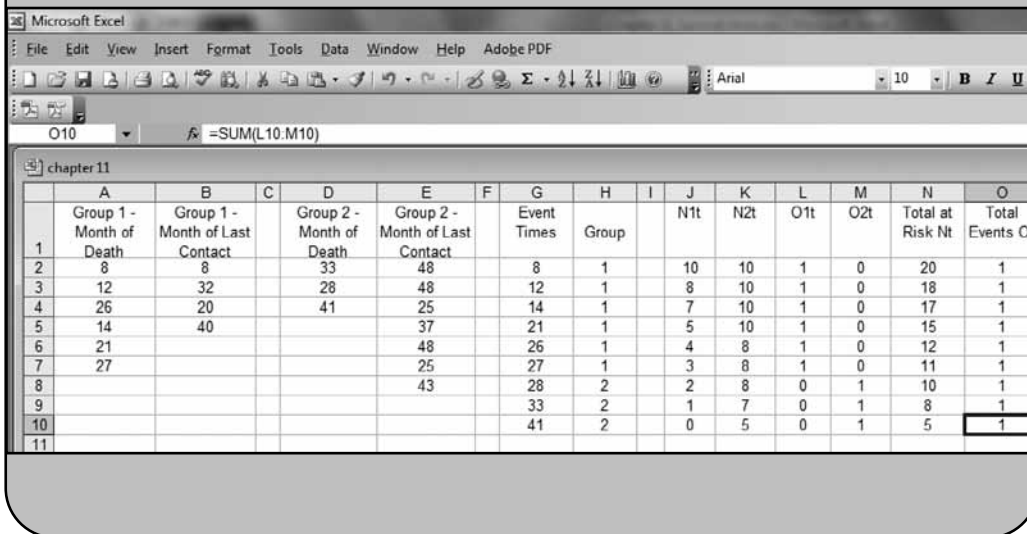 Microsoft Excel
File Edit View Insert Format Tools Data Window Help Adobe PDF
Arial 10 B I U
O10 fx =SUM(L10:M10)
chapter 11
A B C D E F G H I J K L M N O
Group 1 - Group 1 - Group 2 - Group 2 - Event N1t N2t O1t O2t Total at Total
Month of Month of Last Month of Month of Last Times Group Risk Nt Events O
1 Death Contact Death Contact
2 8 8 33 48 8 1 10 10 1 0 20 1
3 12 32 28 48 12 1 8 10 1 0 18 1
4 26 20 41 25 14 1 7 10 1 0 17 1
5 14 40 37 21 1 5 10 1 0 15 1
6 21 48 26 1 4 8 1 0 12 1
7 27 25 27 1 3 8 1 0 11 1
8 43 28 2 2 8 0 1 10 1
9 33 2 1 7 0 1 8 1
10 41 2 0 5 0 1 5 1
11